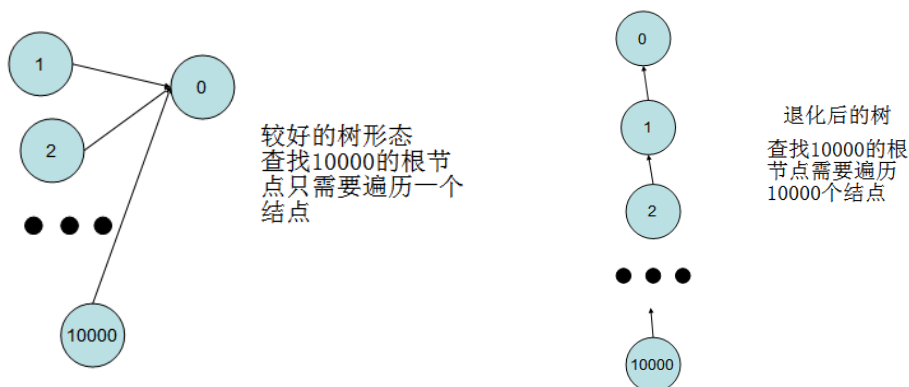 1
0
2
较好的树形态
查找10000的根节
点只需要遍历一个
结点
10000
0
1
2
10000
退化后的树
查找10000的根
节点需要遍历
10000个结点